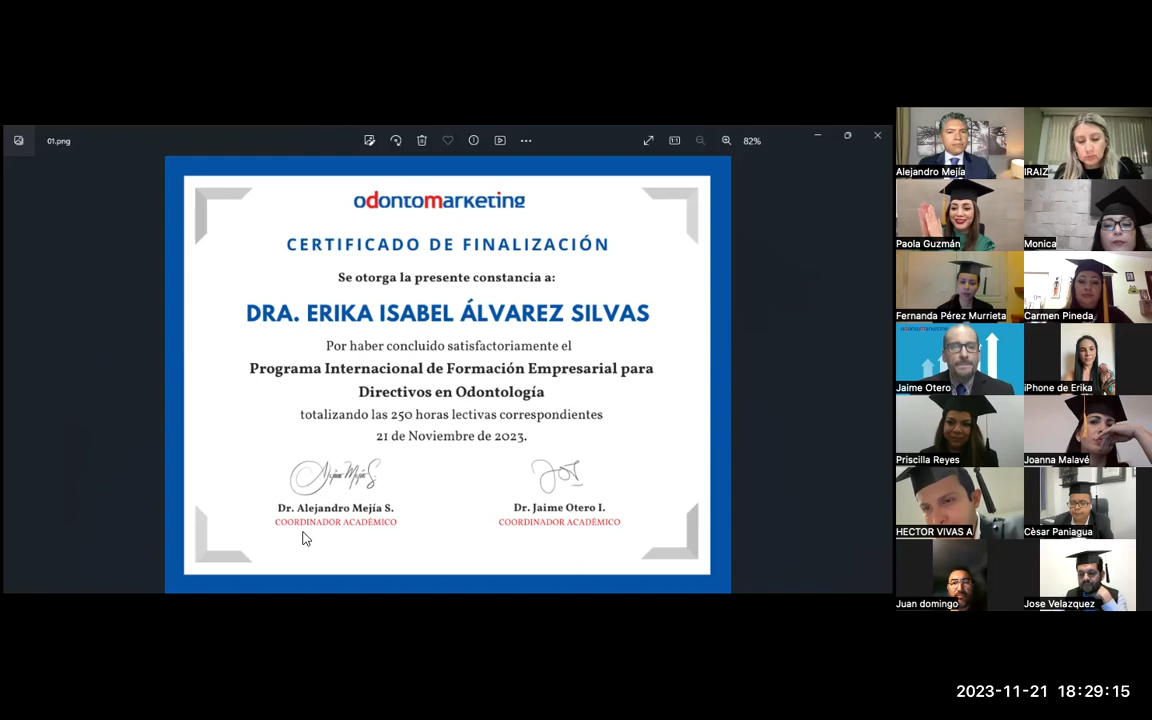 01.png
82%
odontomarketing
CERTIFICADO DE FINALIZACIÓN
Se otorga la presente constancia a:
DRA. ERIKA ISABEL ÁLVAREZ SILVAS
Por haber concluido satisfactoriamente el
Programa Internacional de Formación Empresarial para
Directivos en Odontología
totalizando las 250 horas lectivas correspondientes
21 de Noviembre de 2023.
Dr. Alejandro Mejía S.
COORDINADOR ACADÉMICO
Dr. Jaime Otero I.
COORDINADOR ACADÉMICO
Alejandro Mejía
IRAIZ
Paola Guzmán
Monica
Fernanda Pérez Murrieta
Carmen Pineda
odontomarketing
Jaime Otero
iPhone de Erika
Priscilla Reyes
Joanna Malavé
HECTOR VIVAS A
Cèsar Paniagua
Juan domingo
Jose Velazquez
2023-11-21 18:29:15